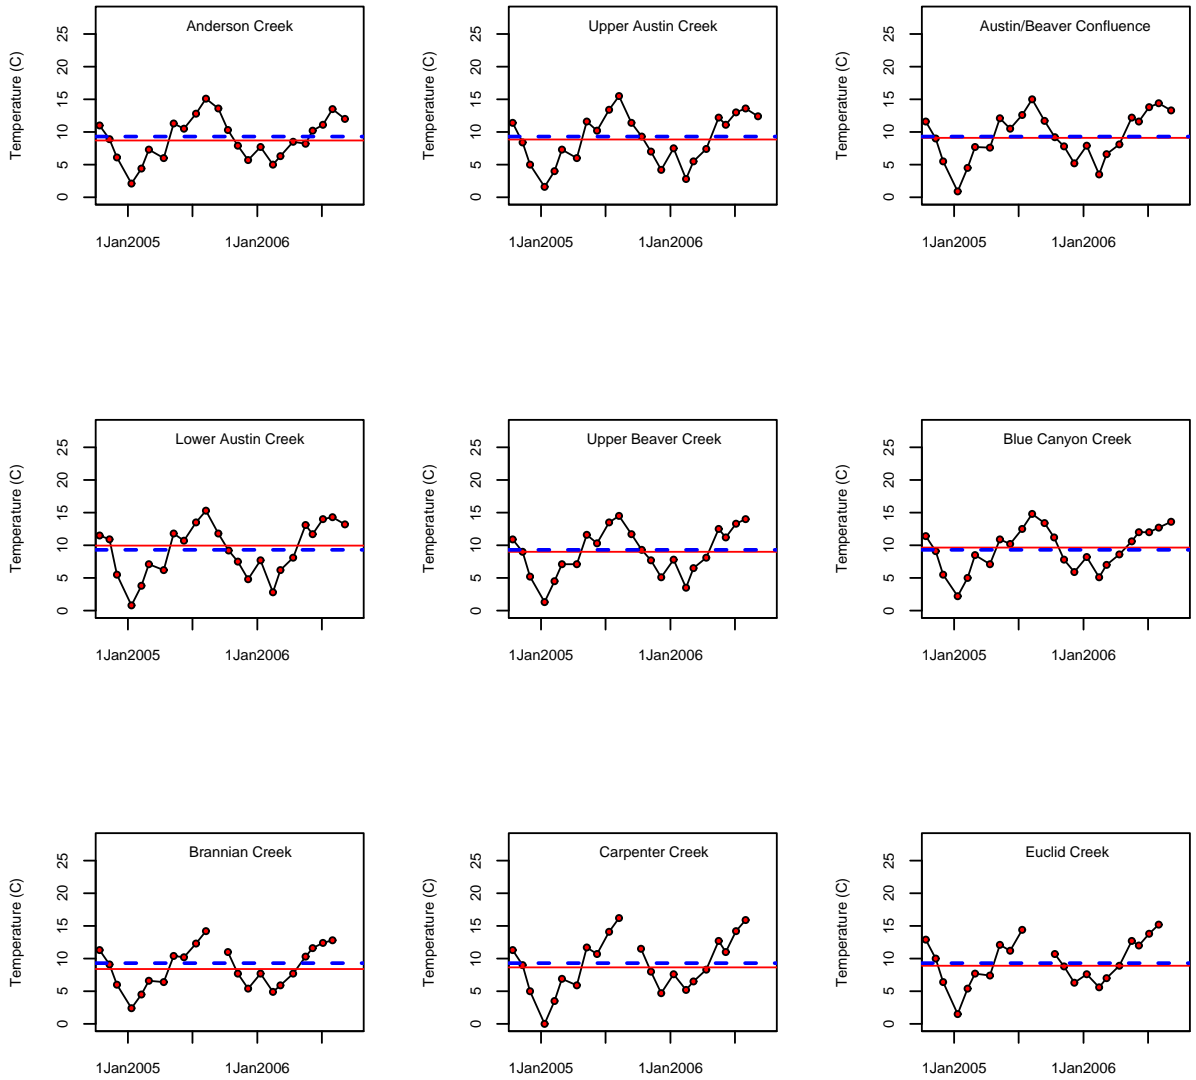 Anderson Creek
Temperature (C)
0 5 10 15 20 25
1Jan2005 1Jan2006
Upper Austin Creek
Temperature (C)
0 5 10 15 20 25
1Jan2005 1Jan2006
Austin/Beaver Confluence
Temperature (C)
0 5 10 15 20 25
1Jan2005 1Jan2006
Lower Austin Creek
Temperature (C)
0 5 10 15 20 25
1Jan2005 1Jan2006
Upper Beaver Creek
Temperature (C)
0 5 10 15 20 25
1Jan2005 1Jan2006
Blue Canyon Creek
Temperature (C)
0 5 10 15 20 25
1Jan2005 1Jan2006
Brannian Creek
Temperature (C)
0 5 10 15 20 25
1Jan2005 1Jan2006
Carpenter Creek
Temperature (C)
0 5 10 15 20 25
1Jan2005 1Jan2006
Euclid Creek
Temperature (C)
0 5 10 15 20 25
1Jan2005 1Jan2006